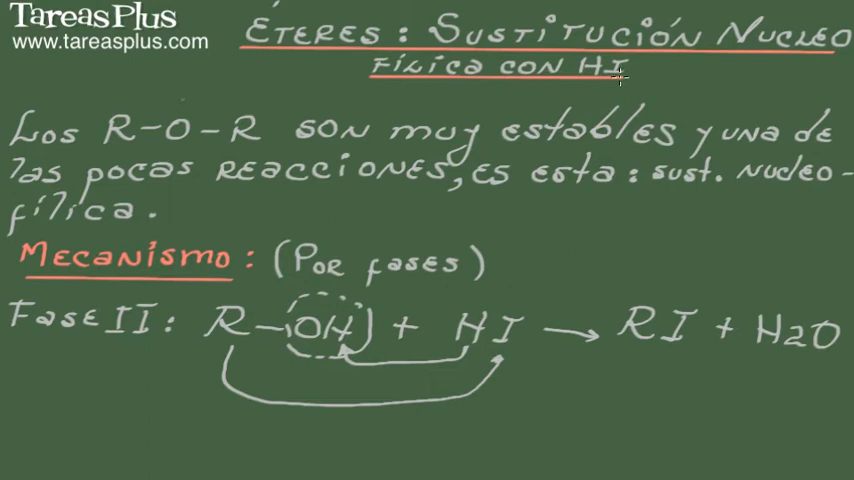 TareasPlus
www.tareasplus.com
ÉTERES: SUSTITUCIÓN NUCLEO
FÍLICA CON HI
Los R-O-R SON muy estables y una de
las pocas REACCIONES, ES esta: sust. NUCLEO-
fílica.
MECANISMO: (POR fases)
FASE II: R-OH) + HI → RI + H2O